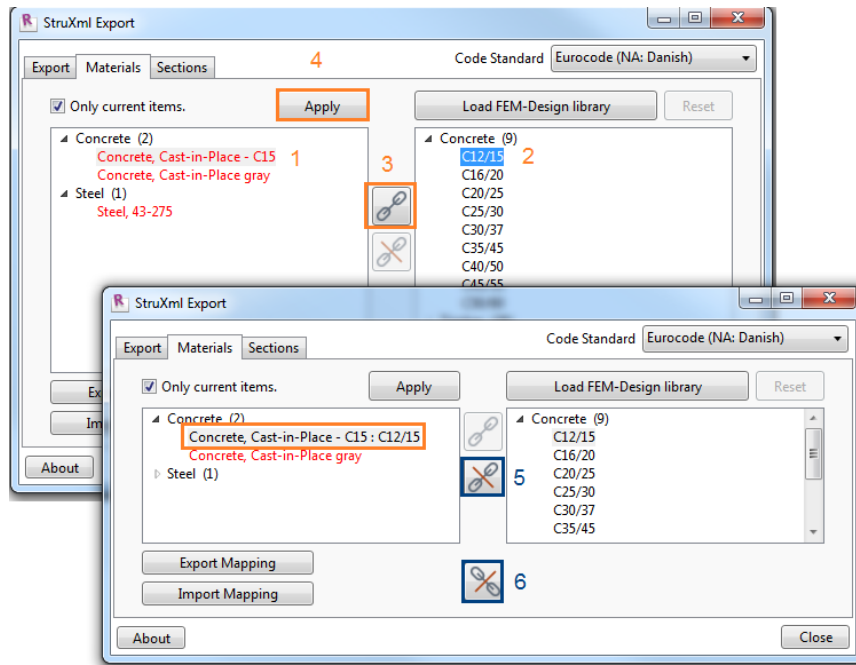 StruXml Export
4
Code Standard Eurocode (NA: Danish)
Export Materials Sections
Only current items. Apply Load FEM-Design library Reset
Concrete (2) Concrete (9)
Concrete, Cast-in-Place - C15 1 C12/15 2
Concrete, Cast-in-Place gray 3 C16/20
Steel (1) C20/25
Steel, 43-275 C25/30
C30/37
C35/45
C40/50
C45/55
Ex
Im
About
StruXml Export
Code Standard Eurocode (NA: Danish)
Export Materials Sections
Only current items. Apply Load FEM-Design library Reset
Concrete (2) Concrete (9)
Concrete, Cast-in-Place - C15 : C12/15 C12/15
Concrete, Cast-in-Place gray C16/20
Steel (1) 5 C20/25
C25/30
C30/37
C35/45
Export Mapping
6
Import Mapping
About Close